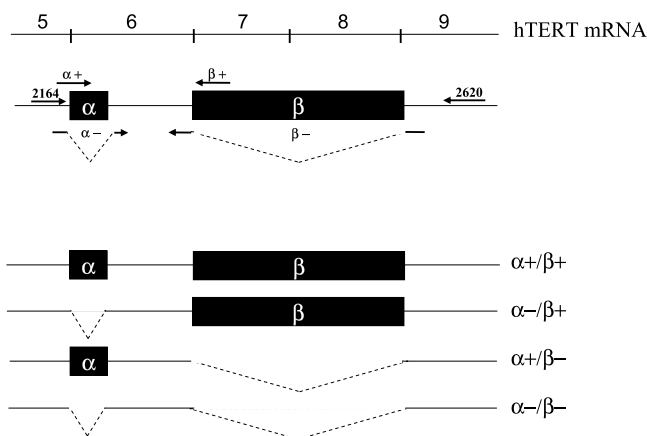 5 6 7 8 9 hTERT mRNA
α+ β+
2164 2620
α β
α− β−
α β α+/β+
β α−/β+
α α+/β−
α−/β−